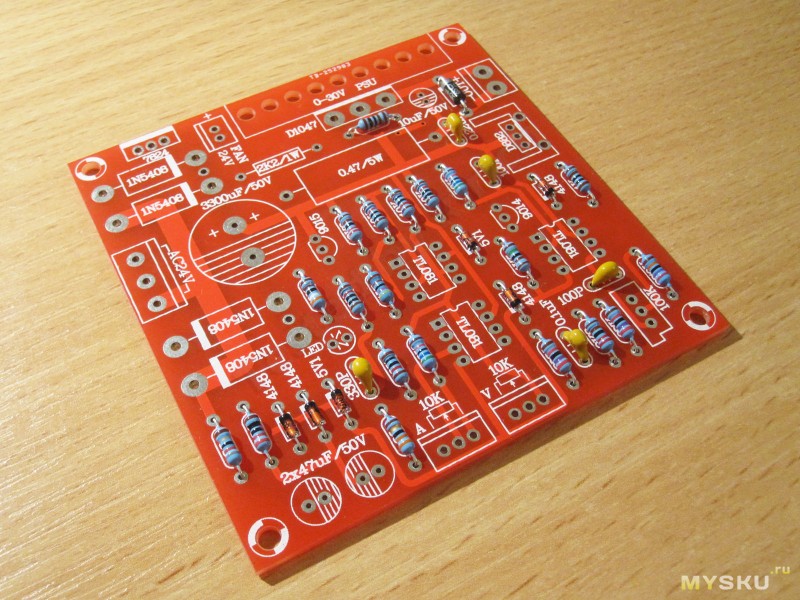 0-30V PSU
D1047
FAN
24V
7824
2K2/1W
0.47/5W
1N5408
1N5408
3300uF/50V
9015
9014
4148
5V1
AC24V
TL081
TL081
TL081
4148
100P
0.1uF
100K
1N5408
1N5408
LED
330P
4148
4148
5V1
10K
A
10K
V
2x47uF/50V
MYSKU.ru